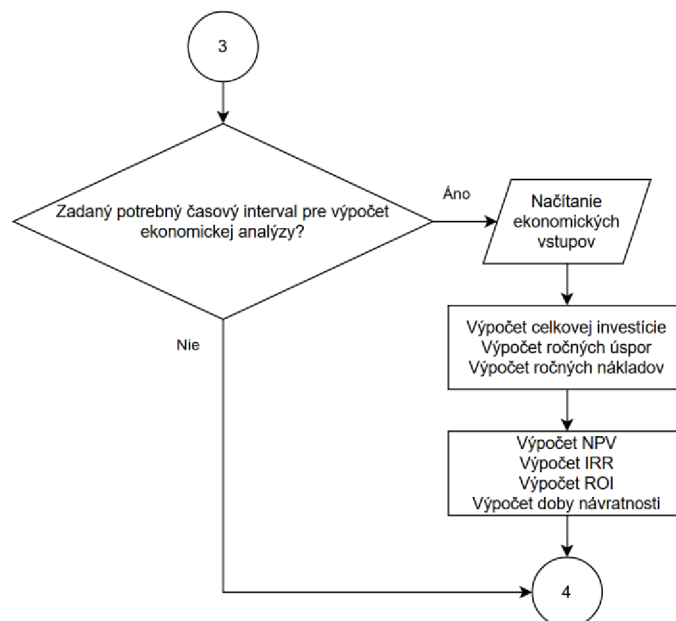 3
Zadaný potrebný časový interval pre výpočet
ekonomickej analýzy?
Áno
Načítanie
ekonomických
vstupov
Nie
Výpočet celkovej investície
Výpočet ročných úspor
Výpočet ročných nákladov
Výpočet NPV
Výpočet IRR
Výpočet ROI
Výpočet doby návratnosti
4